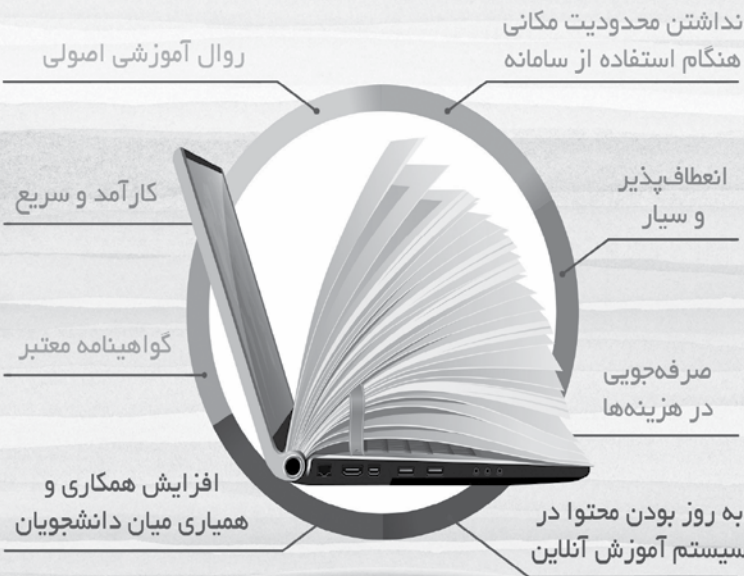 نداشتن محدودیت مکانی
هنگام استفاده از سامانه
روال آموزشی اصولی
انعطاف‌پذیر
و سیار
کارآمد و سریع
صرفه‌جویی
در هزینه‌ها
گواهینامه معتبر
به روز بودن محتوا در
سیستم آموزش آنلاین
افزایش همکاری و
همیاری میان دانشجویان